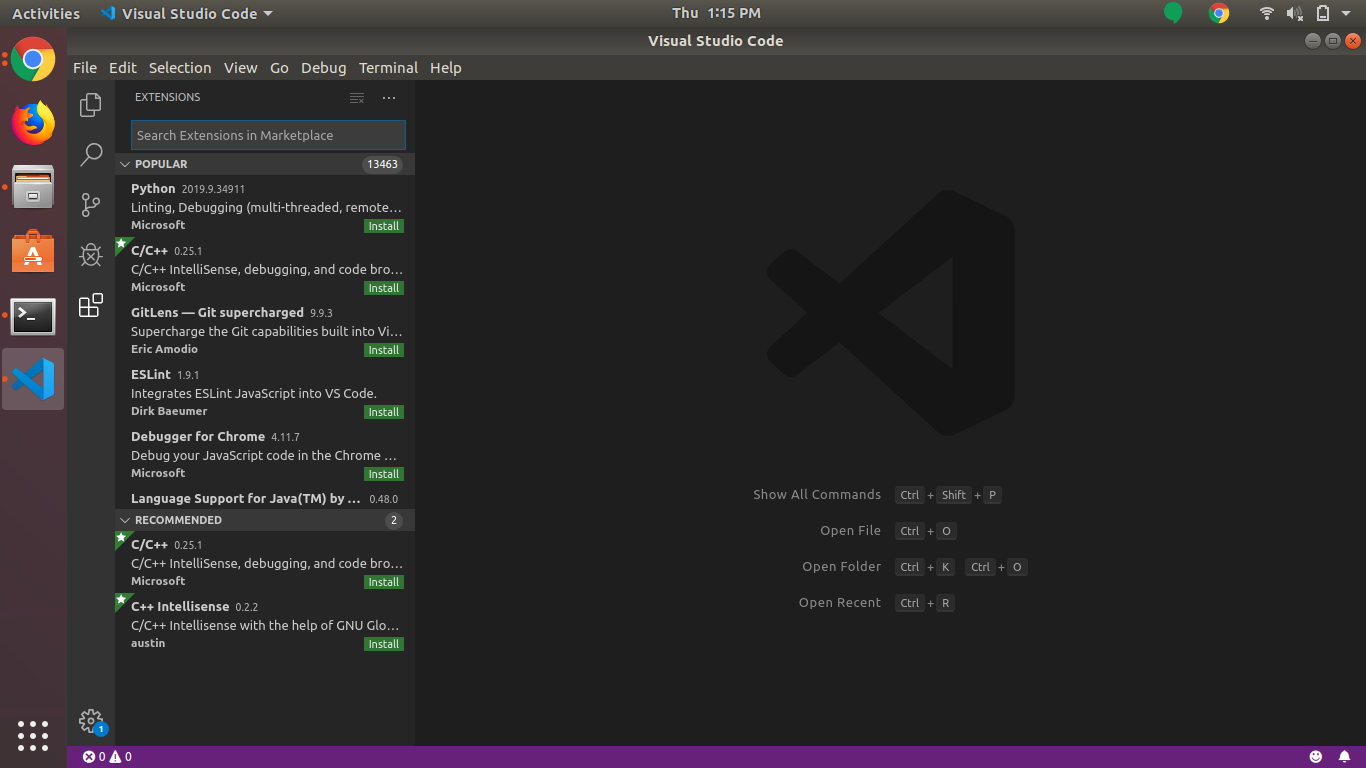 Activities Visual Studio Code Thu 1:15 PM
Visual Studio Code
File Edit Selection View Go Debug Terminal Help
EXTENSIONS
Search Extensions in Marketplace
POPULAR 13463
Python 2019.9.34911
Linting, Debugging (multi-threaded, remote…
Microsoft Install
C/C++ 0.25.1
C/C++ IntelliSense, debugging, and code bro…
Microsoft Install
GitLens — Git supercharged 9.9.3
Supercharge the Git capabilities built into Vi…
Eric Amodio Install
ESLint 1.9.1
Integrates ESLint JavaScript into VS Code.
Dirk Baeumer Install
Debugger for Chrome 4.11.7
Debug your JavaScript code in the Chrome …
Microsoft Install
Language Support for Java(TM) by … 0.48.0
RECOMMENDED 2
C/C++ 0.25.1
C/C++ IntelliSense, debugging, and code bro…
Microsoft Install
C++ Intellisense 0.2.2
C/C++ Intellisense with the help of GNU Glo…
austin Install
Show All Commands Ctrl + Shift + P
Open File Ctrl + O
Open Folder Ctrl + K Ctrl + O
Open Recent Ctrl + R
1
0 0